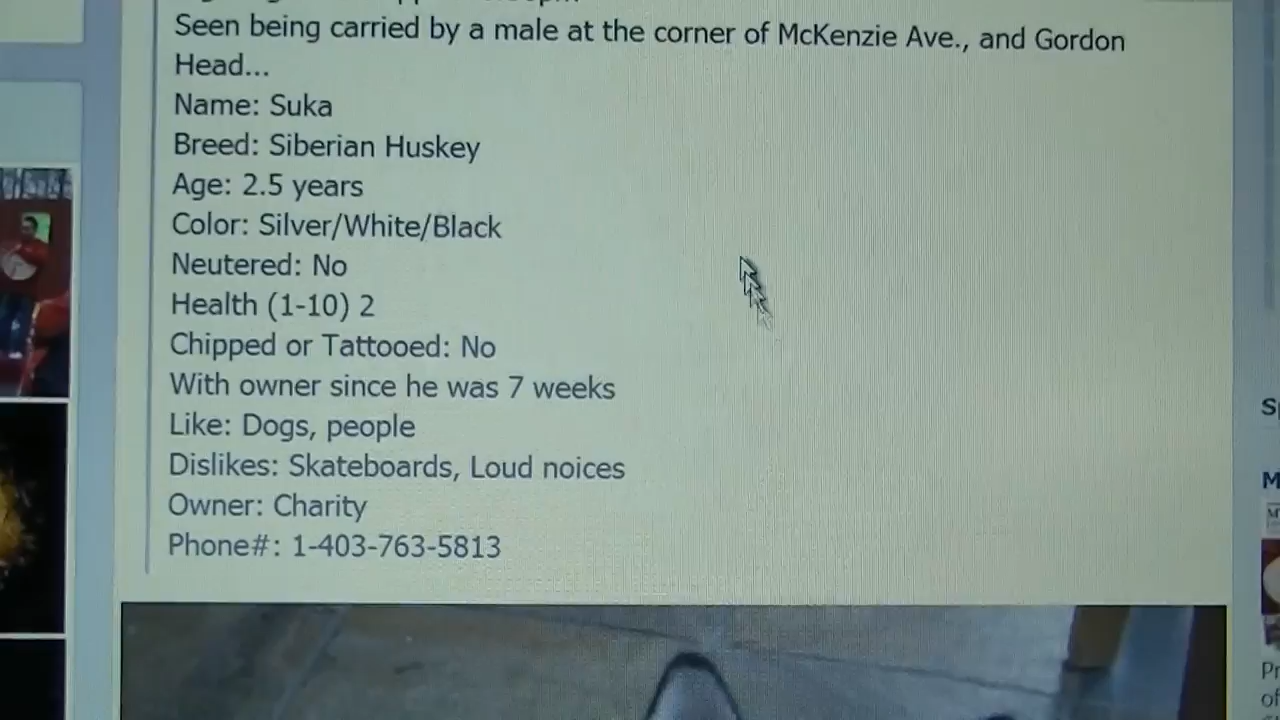 Seen being carried by a male at the corner of McKenzie Ave., and Gordon
Head...
Name: Suka
Breed: Siberian Huskey
Age: 2.5 years
Color: Silver/White/Black
Neutered: No
Health (1-10) 2
Chipped or Tattooed: No
With owner since he was 7 weeks
Like: Dogs, people
Dislikes: Skateboards, Loud noices
Owner: Charity
Phone#: 1-403-763-5813